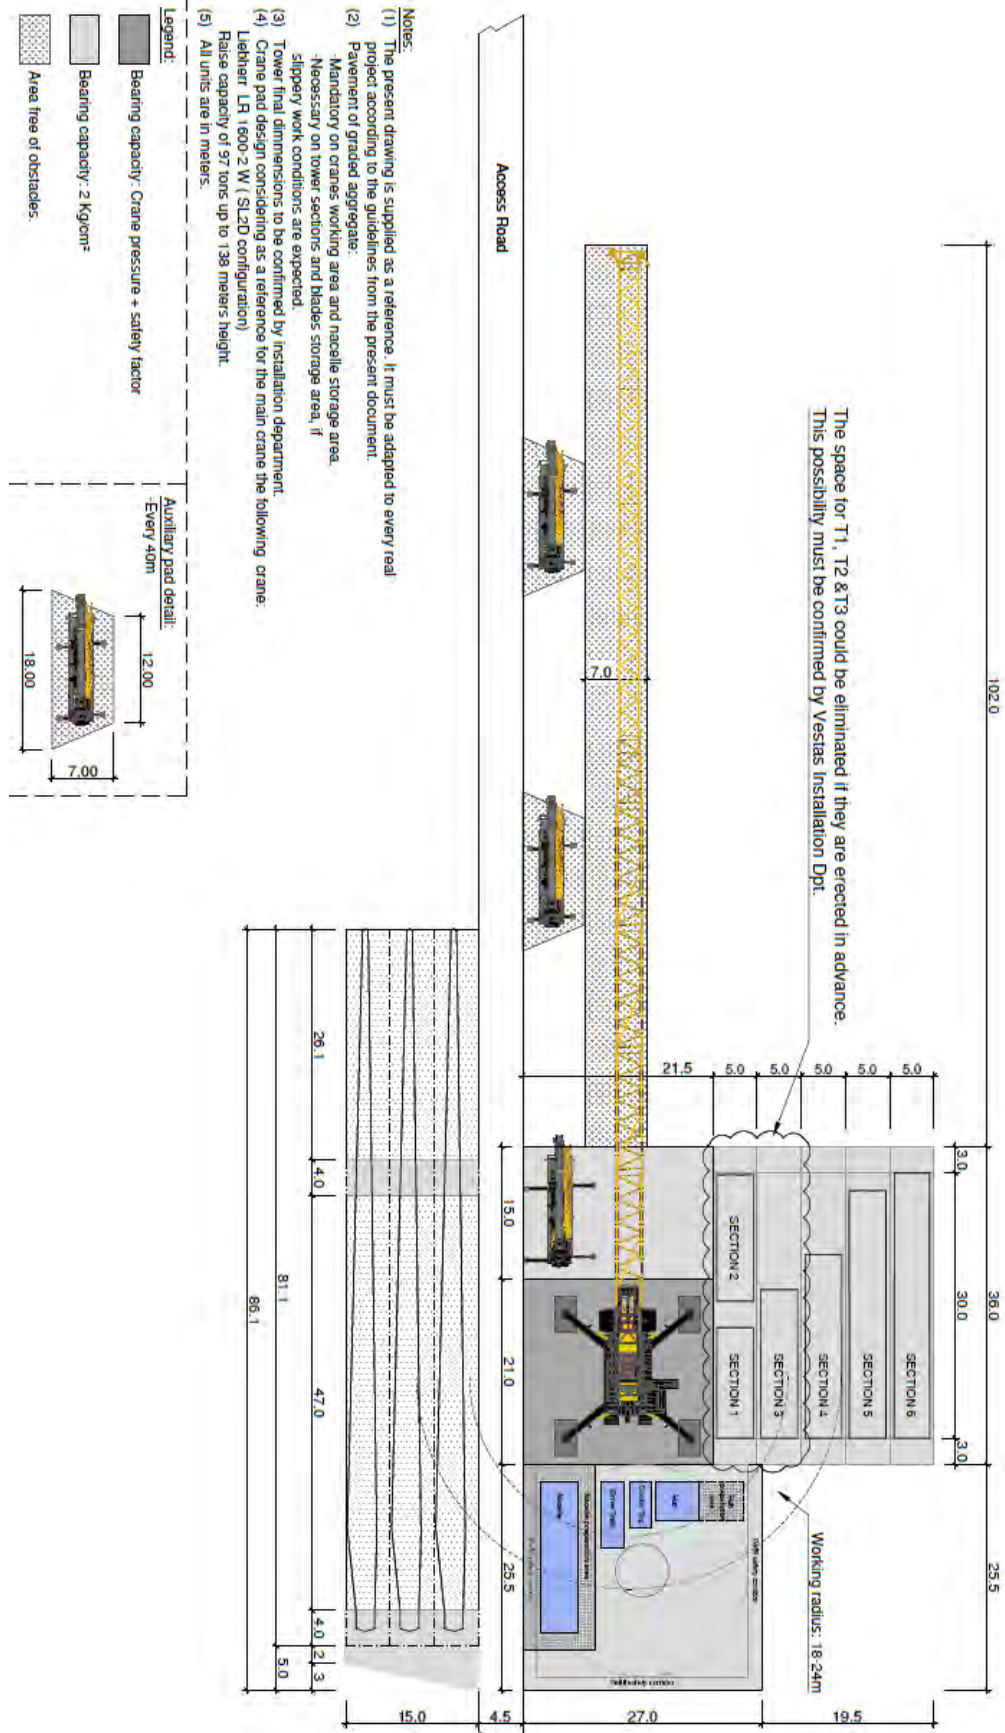 The space for T1, T2 &T3 could be eliminated if they are erected in advance.
This possibility must be confirmed by Vestas Installation Dpt.
Working radius: 18-24m
102.0
36.0
25.5
3.0
30.0
3.0
5.0
5.0
5.0
5.0
5.0
21.5
19.5
27.0
4.5
15.0
7.0
SECTION 6
SECTION 5
SECTION 4
SECTION 3
SECTION 2
SECTION 1
Hub
Nacelle
15.0
21.0
25.5
Access Road
26.1
4.0
47.0
4.0
2
3
81.1
5.0
86.1
Notes:
(1) The present drawing is supplied as a reference. It must be adapted to every real
project according to the guidelines from the present document.
(2) Pavement of graded aggregate:
-Mandatory on cranes working area and nacelle storage area.
-Necessary on tower sections and blades storage area, if
slippery work conditions are expected.
(3) Tower final dimmensions to be confirmed by installation department.
(4) Crane pad design considering as a reference for the main crane the following crane:
Liebherr LR 1600-2 W ( SL2D configuration)
Raise capacity of 97 tons up to 138 meters height.
(5) All units are in meters.
Legend:
Bearing capacity: Crane pressure + safety factor
Bearing capacity: 2 Kg/cm²
Area free of obstacles.
Auxiliary pad detail:
-Every 40m
12.00
18.00
7.00